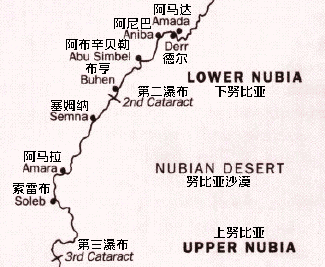 阿马达
Amada
阿尼巴
Aniba
Derr
德尔
阿布辛贝勒
Abu Simbel
布亨
Buhen
LOWER NUBIA
下努比亚
第二瀑布
2nd Cataract
塞姆纳
Semna
阿马拉
Amara
NUBIAN DESERT
努比亚沙漠
索雷布
Soleb
第三瀑布
3rd Cataract
上努比亚
UPPER NUBIA